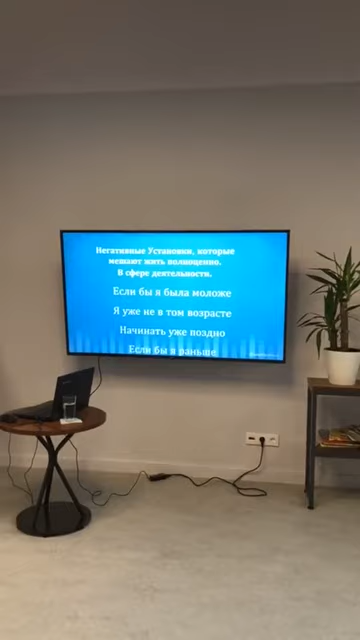 Негативные Установки, которые
мешают жить полноценно.
В сфере деятельности.
Если бы я была моложе
Я уже не в том возрасте
Начинать уже поздно
Если бы я раньше